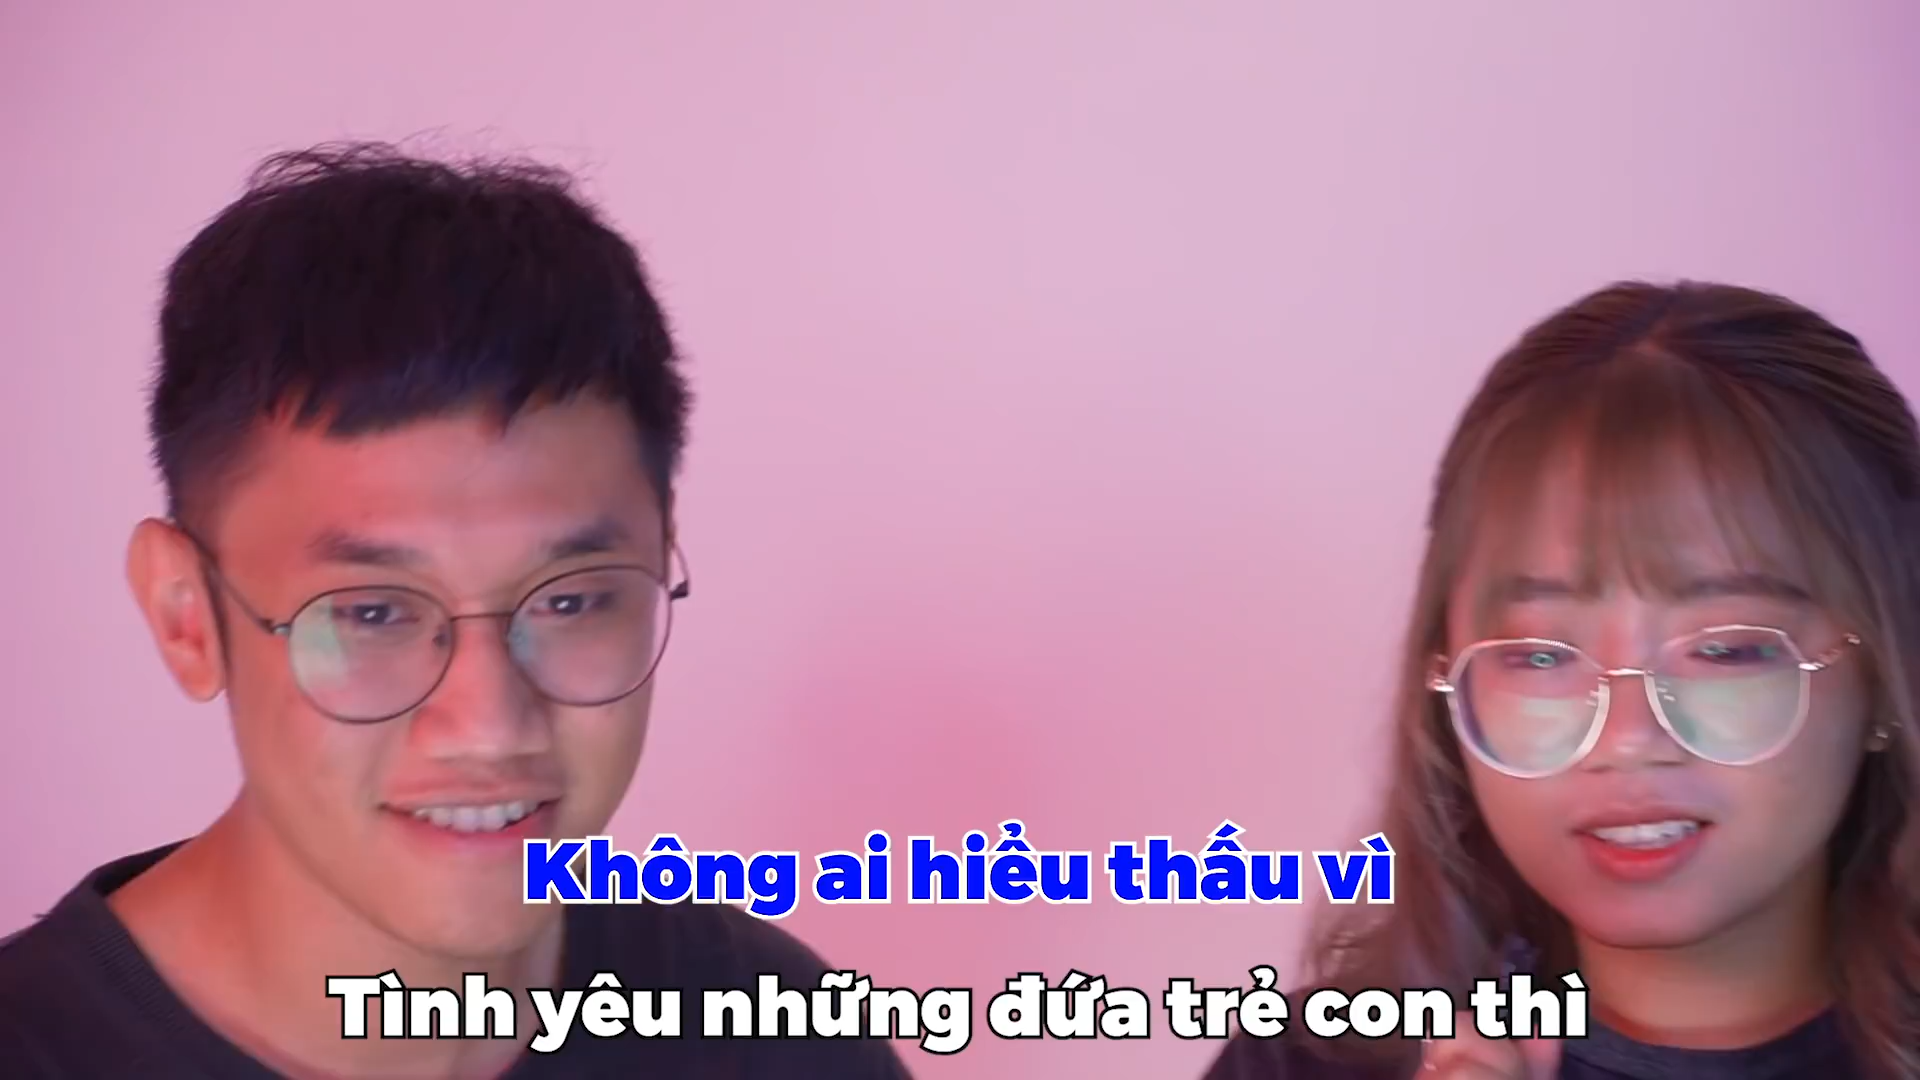 Không ai hiểu thấu vì
Tình yêu những đứa trẻ con thì